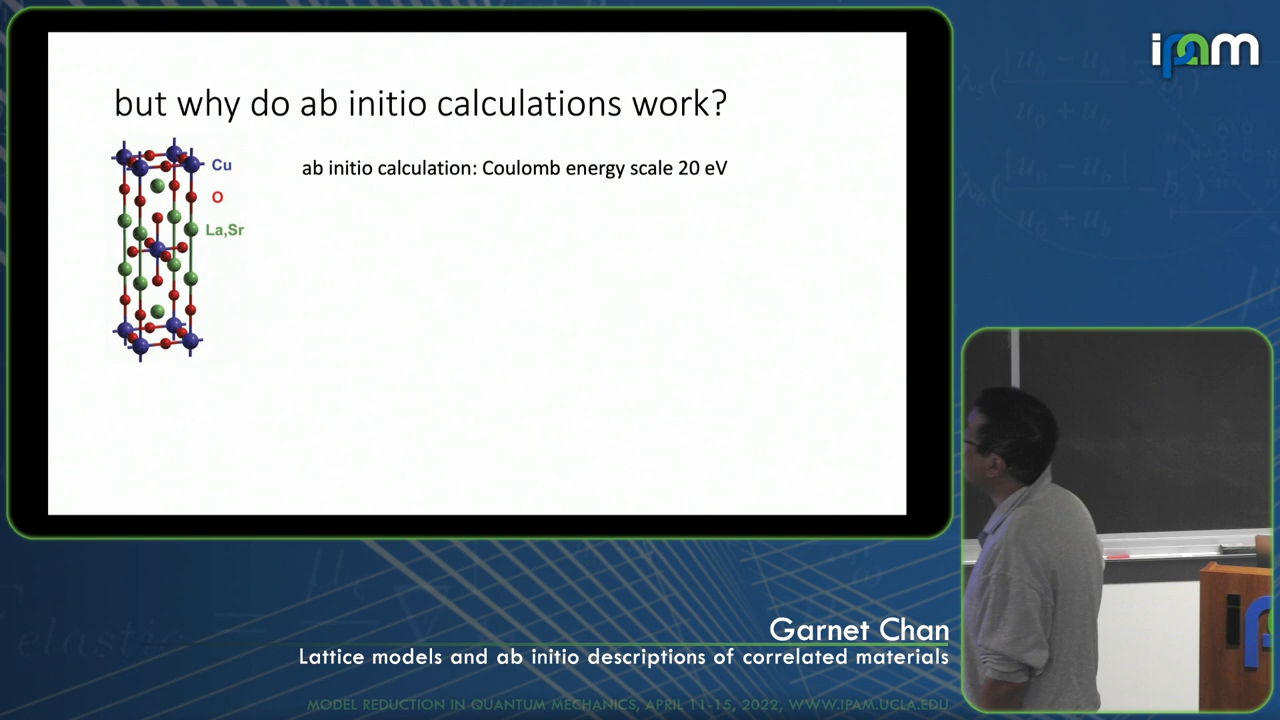 but why do ab initio calculations work?
ab initio calculation: Coulomb energy scale 20 eV
Cu
O
La,Sr
ipam
Garnet Chan
Lattice models and ab initio descriptions of correlated materials
MODEL REDUCTION IN QUANTUM MECHANICS, APRIL 11-15, 2022, WWW.IPAM.UCLA.EDU
elastic